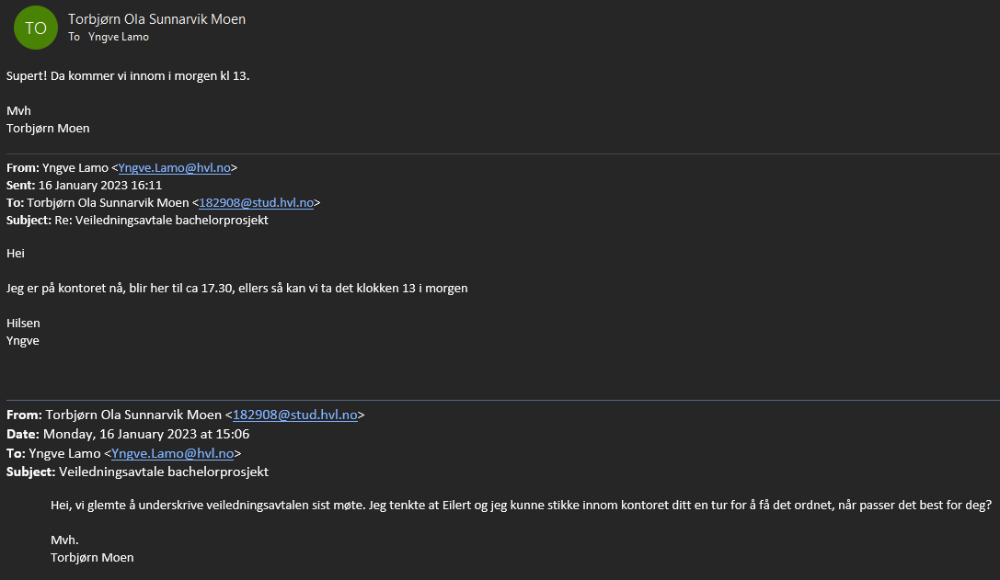 TO
Torbjørn Ola Sunnarvik Moen
To Yngve Lamo
Supert! Da kommer vi innom i morgen kl 13.
Mvh
Torbjørn Moen
From: Yngve Lamo <Yngve.Lamo@hvl.no>
Sent: 16 January 2023 16:11
To: Torbjørn Ola Sunnarvik Moen <182908@stud.hvl.no>
Subject: Re: Veiledningsavtale bachelorprosjekt
Hei
Jeg er på kontoret nå, blir her til ca 17.30, ellers så kan vi ta det klokken 13 i morgen
Hilsen
Yngve
From: Torbjørn Ola Sunnarvik Moen <182908@stud.hvl.no>
Date: Monday, 16 January 2023 at 15:06
To: Yngve Lamo <Yngve.Lamo@hvl.no>
Subject: Veiledningsavtale bachelorprosjekt
Hei, vi glemte å underskrive veiledningsavtalen sist møte. Jeg tenkte at Eilert og jeg kunne stikke innom kontoret ditt en tur for å få det ordnet, når passer det best for deg?
Mvh.
Torbjørn Moen